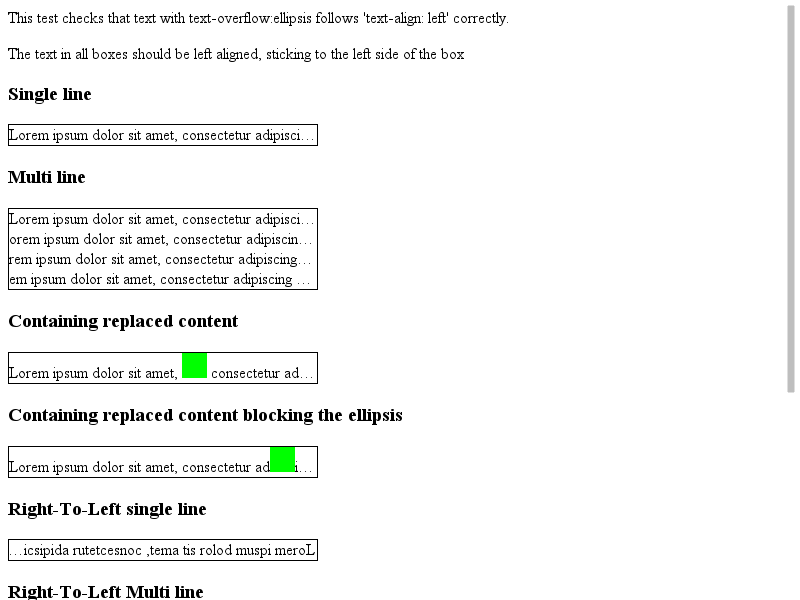 This test checks that text with text-overflow:ellipsis follows 'text-align: left' correctly.
The text in all boxes should be left aligned, sticking to the left side of the box
Single line
Lorem ipsum dolor sit amet, consectetur adipisci…
Multi line
Lorem ipsum dolor sit amet, consectetur adipisci…
orem ipsum dolor sit amet, consectetur adipiscin…
rem ipsum dolor sit amet, consectetur adipiscing…
em ipsum dolor sit amet, consectetur adipiscing …
Containing replaced content
Lorem ipsum dolor sit amet, consectetur ad…
Containing replaced content blocking the ellipsis
Lorem ipsum dolor sit amet, consectetur ad i…
Right-To-Left single line
…icsipida rutetcesnoc ,tema tis rolod muspi meroL
Right-To-Left Multi line